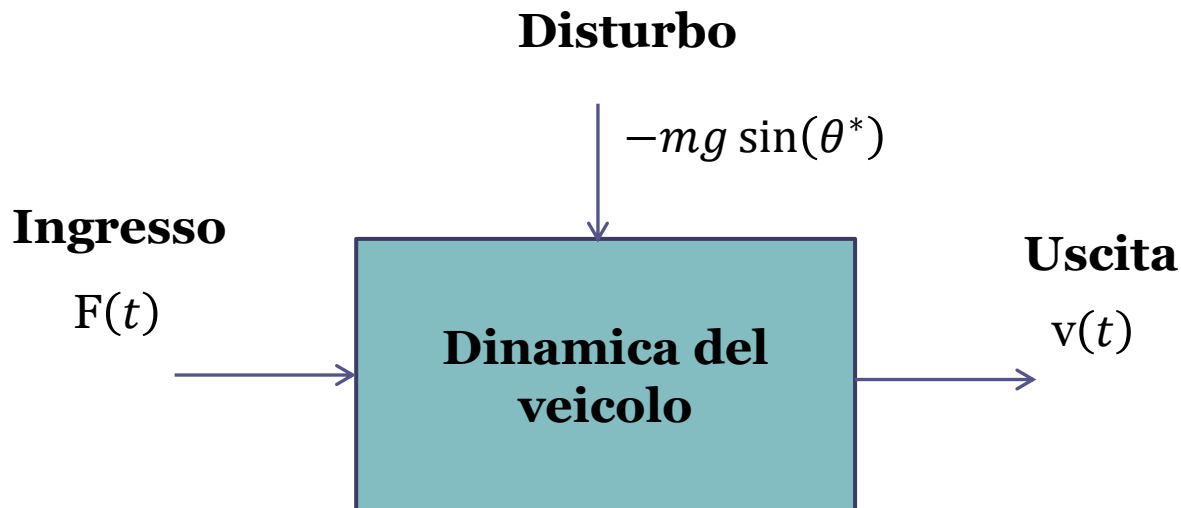 Disturbo
−mg sin(θ*)
Ingresso
F(t)
Uscita
v(t)
Dinamica del
veicolo